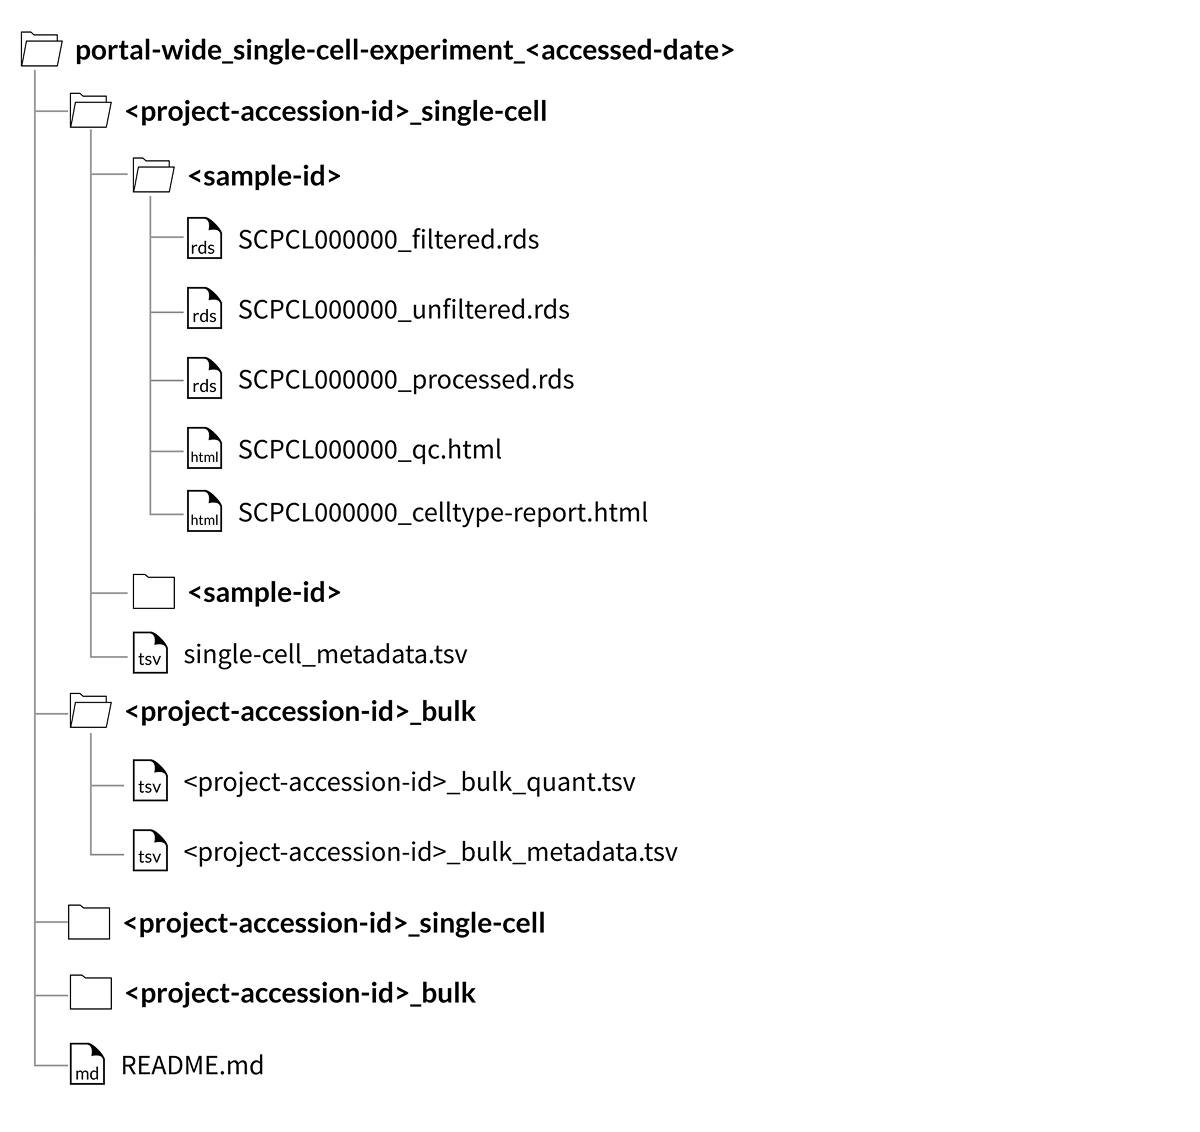 portal-wide_single-cell-experiment_<accessed-date>
<project-accession-id>_single-cell
<sample-id>
rds SCPCL000000_filtered.rds
rds SCPCL000000_unfiltered.rds
rds SCPCL000000_processed.rds
html SCPCL000000_qc.html
html SCPCL000000_celltype-report.html
<sample-id>
tsv single-cell_metadata.tsv
<project-accession-id>_bulk
tsv <project-accession-id>_bulk_quant.tsv
tsv <project-accession-id>_bulk_metadata.tsv
<project-accession-id>_single-cell
<project-accession-id>_bulk
md README.md